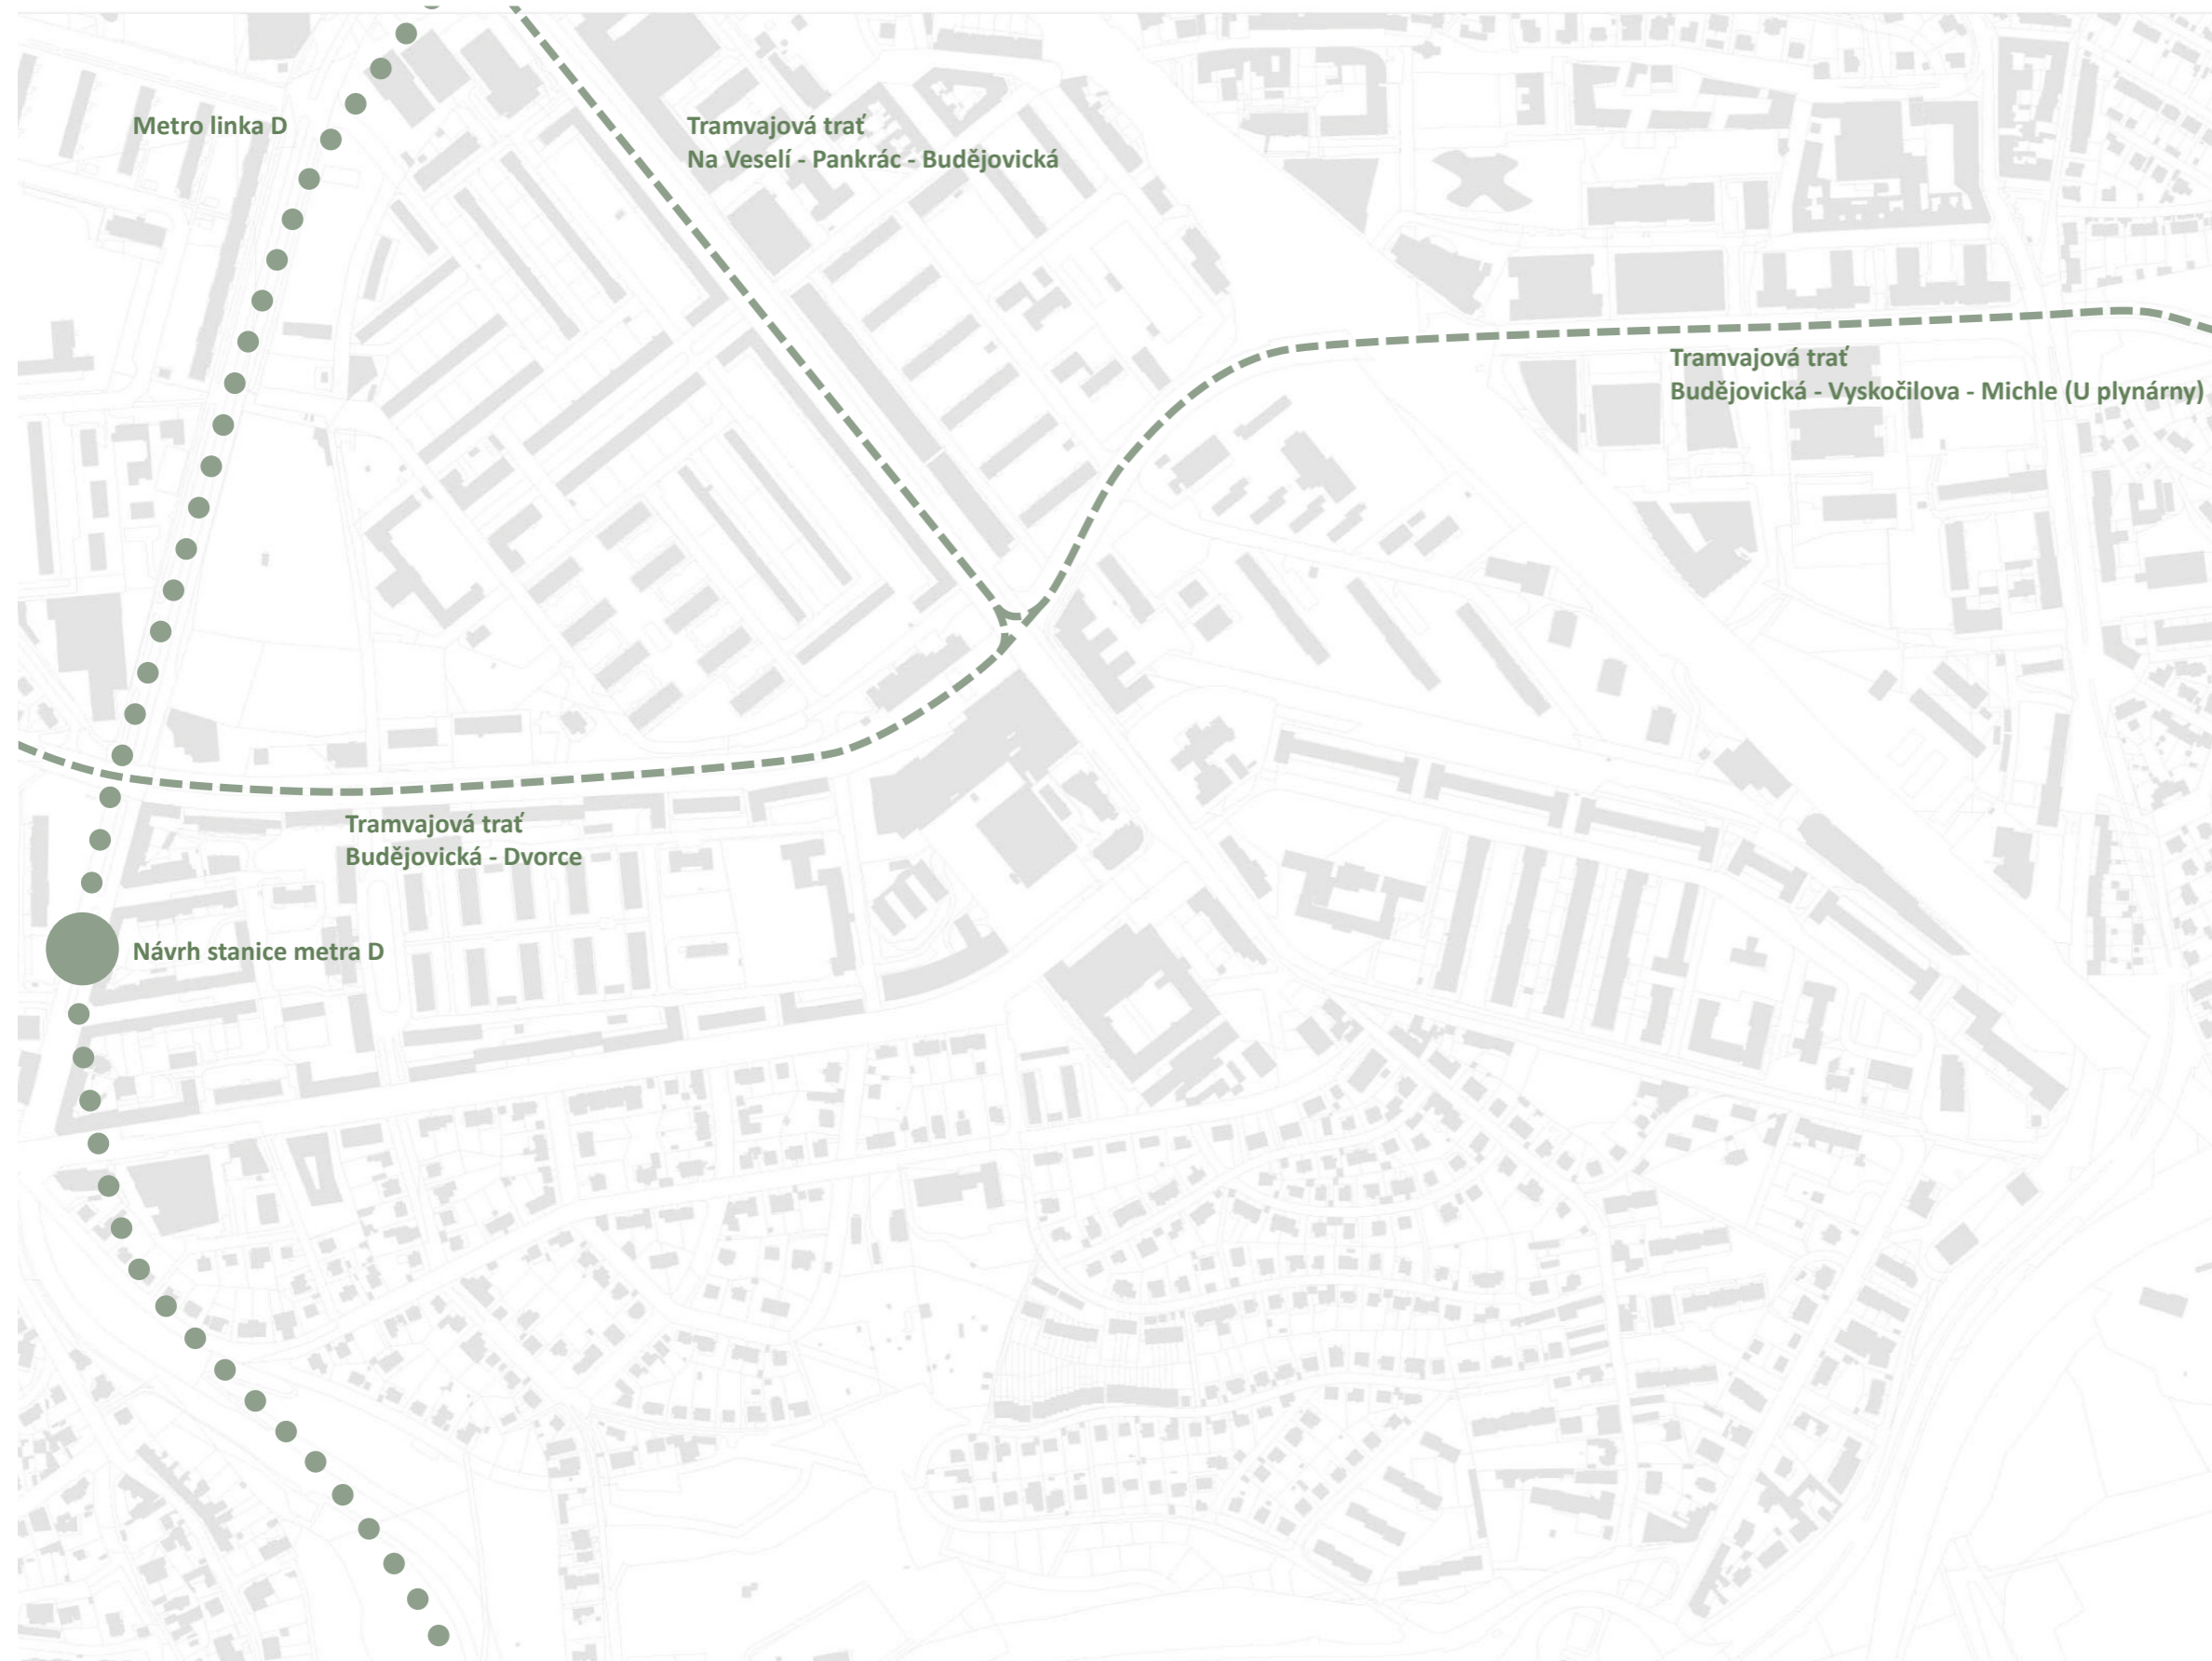 Metro linka D
Tramvajová trať
Na Veselí - Pankrác - Budějovická
Tramvajová trať
Budějovická - Vyskočilova - Michle (U plynárny)
Tramvajová trať
Budějovická - Dvorce
Návrh stanice metra D